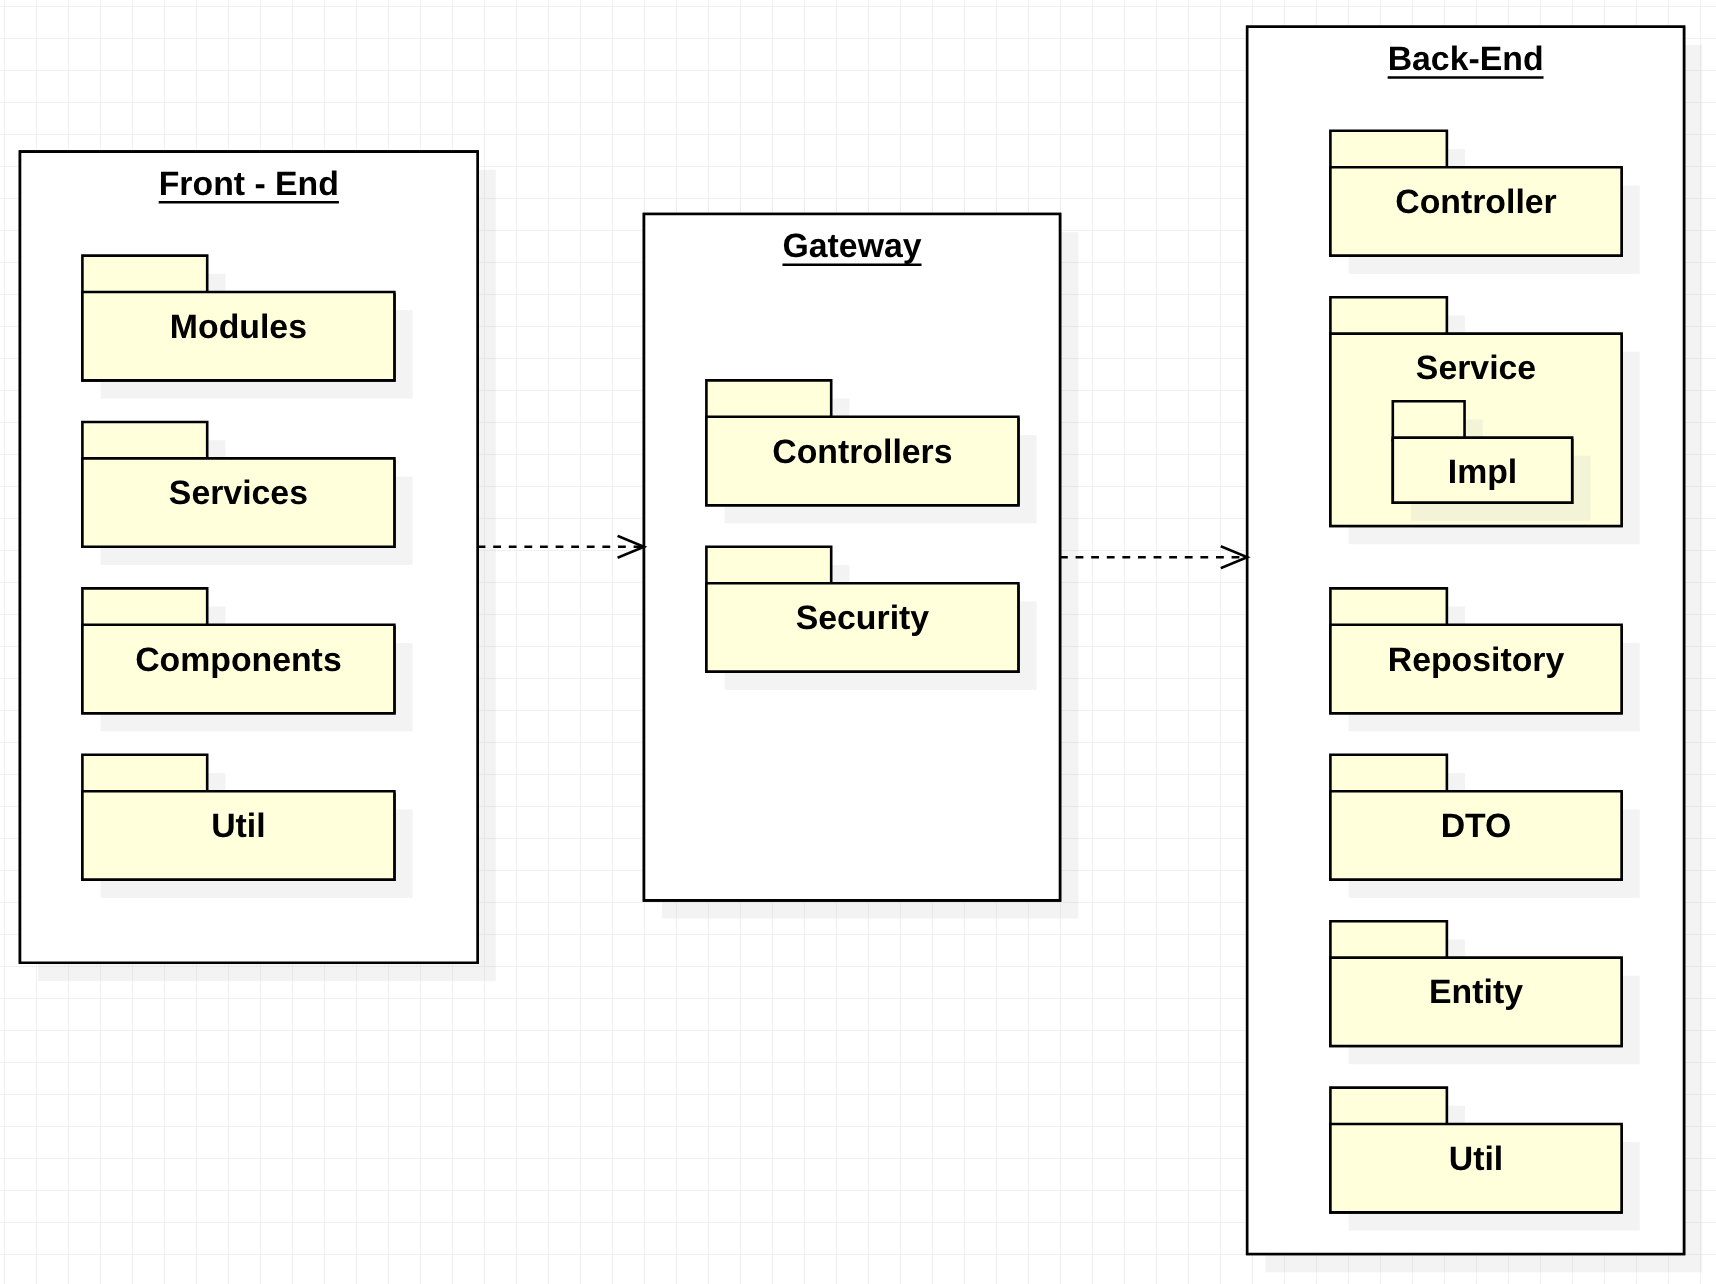 Front - End
Modules
Services
Components
Util
Gateway
Controllers
Security
Back-End
Controller
Service
Impl
Repository
DTO
Entity
Util